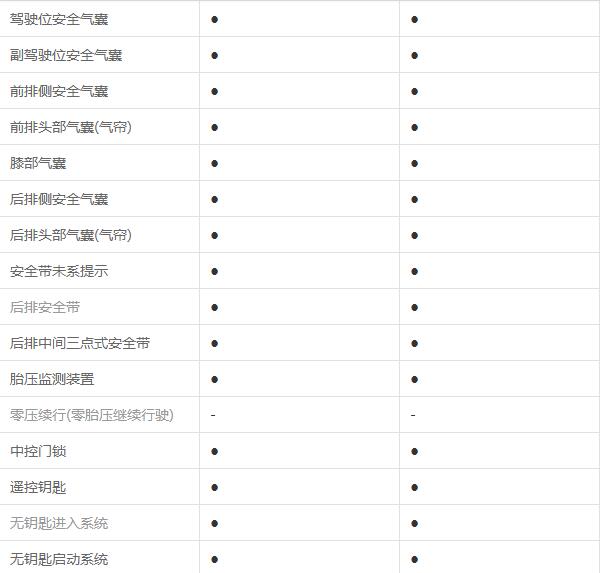 驾驶位安全气囊 ● ●
副驾驶位安全气囊 ● ●
前排侧安全气囊 ● ●
前排头部气囊(气帘) ● ●
膝部气囊 ● ●
后排侧安全气囊 ● ●
后排头部气囊(气帘) ● ●
安全带未系提示 ● ●
后排安全带 ● ●
后排中间三点式安全带 ● ●
胎压监测装置 ● ●
零压续行(零胎压继续行驶) - -
中控门锁 ● ●
遥控钥匙 ● ●
无钥匙进入系统 ● ●
无钥匙启动系统 ● ●